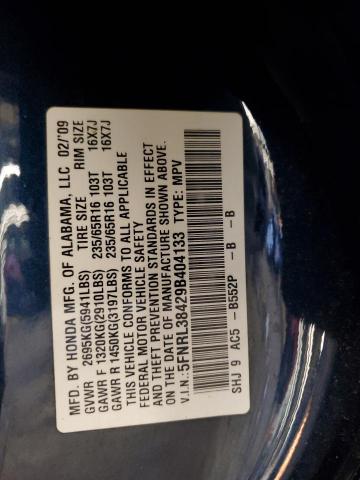 MFD. BY HONDA MFG. OF ALABAMA, LLC 02/'09
GVWR 2695KG(5941LBS) TIRE SIZE RIM SIZE
GAWR F 1320KG(2910LBS) 235/65R16 103T 16X7J
GAWR R 1450KG(3197LBS) 235/65R16 103T 16X7J
THIS VEHICLE CONFORMS TO ALL APPLICABLE
FEDERAL MOTOR VEHICLE SAFETY
AND THEFT PREVENTION STANDARDS IN EFFECT
ON THE DATE OF MANUFACTURE SHOWN ABOVE.
V.I.N.: 5FNRL38429B404133 TYPE: MPV
SHJ 9 AC5 - B552P - B - B